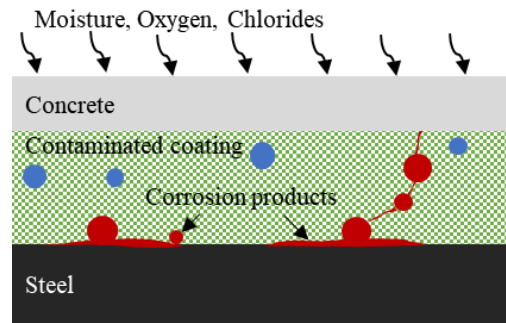 Moisture, Oxygen, Chlorides
Concrete
Contaminated coating
Corrosion products
Steel